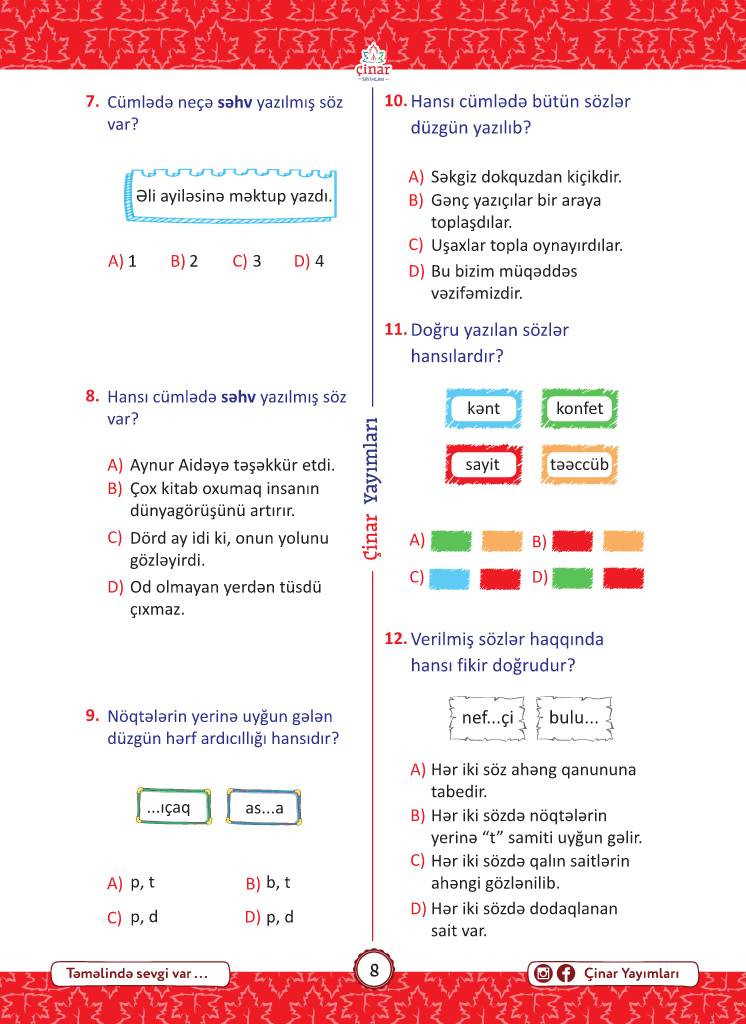 çinar
YAYIMLARI
7. Cümlədə neçə səhv yazılmış söz
var?
Əli ayiləsinə məktup yazdı.
A) 1 B) 2 C) 3 D) 4
8. Hansı cümlədə səhv yazılmış söz
var?
A) Aynur Aidəyə təşəkkür etdi.
B) Çox kitab oxumaq insanın
dünyagörüşünü artırır.
C) Dörd ay idi ki, onun yolunu
gözləyirdi.
D) Od olmayan yerdən tüsdü
çıxmaz.
9. Nöqtələrin yerinə uyğun gələn
düzgün hərf ardıcıllığı hansıdır?
...ıçaq as...a
A) p, t B) b, t
C) p, d D) p, d
Çinar Yayımları
10. Hansı cümlədə bütün sözlər
düzgün yazılıb?
A) Səkgiz dokquzdan kiçikdir.
B) Gənç yazıçılar bir araya
toplaşdılar.
C) Uşaxlar topla oynayırdılar.
D) Bu bizim müqəddəs
vəzifəmizdir.
11. Doğru yazılan sözlər
hansılardır?
kənt konfet
sayit təəccüb
A) B)
C) D)
12. Verilmiş sözlər haqqında
hansı fikir doğrudur?
nef...çi bulu...
A) Hər iki söz ahəng qanununa
tabedir.
B) Hər iki sözdə nöqtələrin
yerinə “t” samiti uyğun gəlir.
C) Hər iki sözdə qalın saitlərin
ahəngi gözlənilib.
D) Hər iki sözdə dodaqlanan
sait var.
Təməlində sevgi var ...
8
Çinar Yayımları